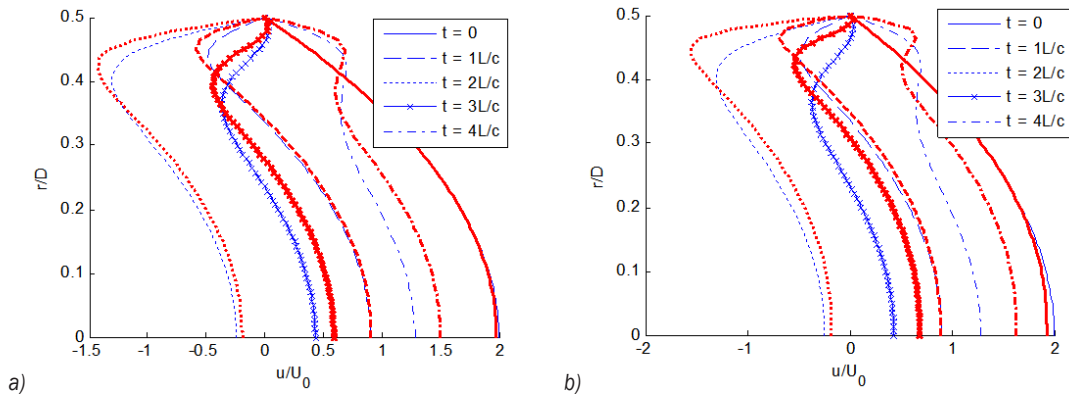 0.5
0.4
0.3
0.2
0.1
0
r/D
-1.5 -1 -0.5 0 0.5 1 1.5 2
u/U0
t = 0
t = 1L/c
t = 2L/c
t = 3L/c
t = 4L/c
a)
0.5
0.4
0.3
0.2
0.1
0
r/D
-2 -1 0 1 2
u/U0
t = 0
t = 1L/c
t = 2L/c
t = 3L/c
t = 4L/c
b)